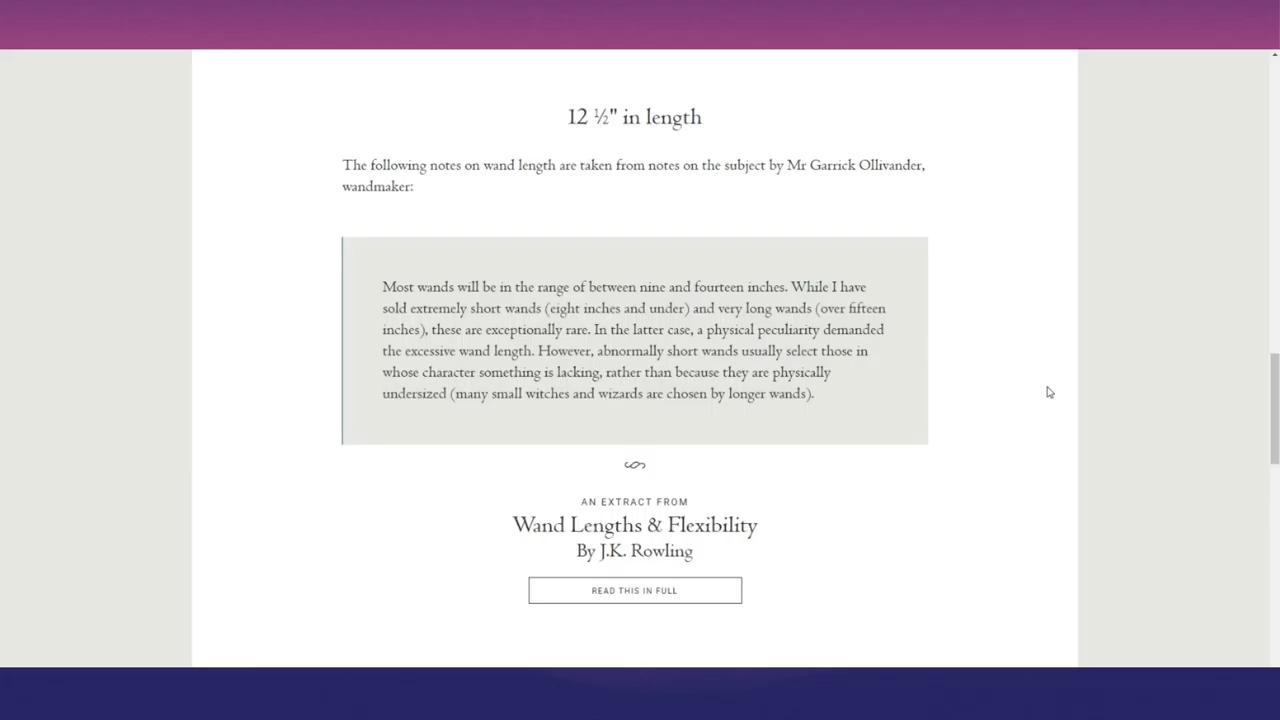 12 ½" in length
The following notes on wand length are taken from notes on the subject by Mr Garrick Ollivander,
wandmaker:
Most wands will be in the range of between nine and fourteen inches. While I have
sold extremely short wands (eight inches and under) and very long wands (over fifteen
inches), these are exceptionally rare. In the latter case, a physical peculiarity demanded
the excessive wand length. However, abnormally short wands usually select those in
whose character something is lacking, rather than because they are physically
undersized (many small witches and wizards are chosen by longer wands).
AN EXTRACT FROM
Wand Lengths & Flexibility
By J.K. Rowling
READ THIS IN FULL